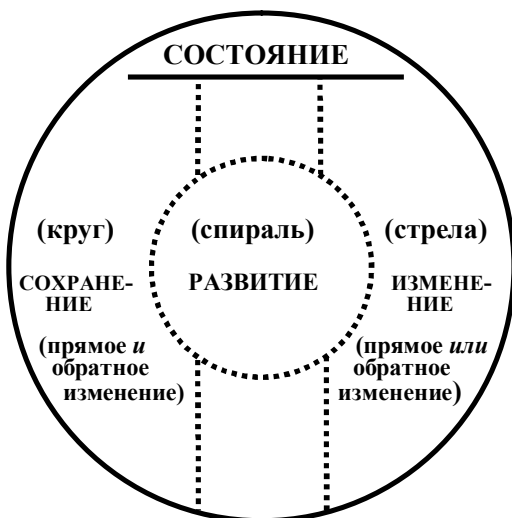 СОСТОЯНИЕ
(круг) (спираль) (стрела)
СОХРАНЕ-
НИЕ
РАЗВИТИЕ
ИЗМЕНЕ-
НИЕ
(прямое и
обратное
изменение)
(прямое или
обратное
изменение)